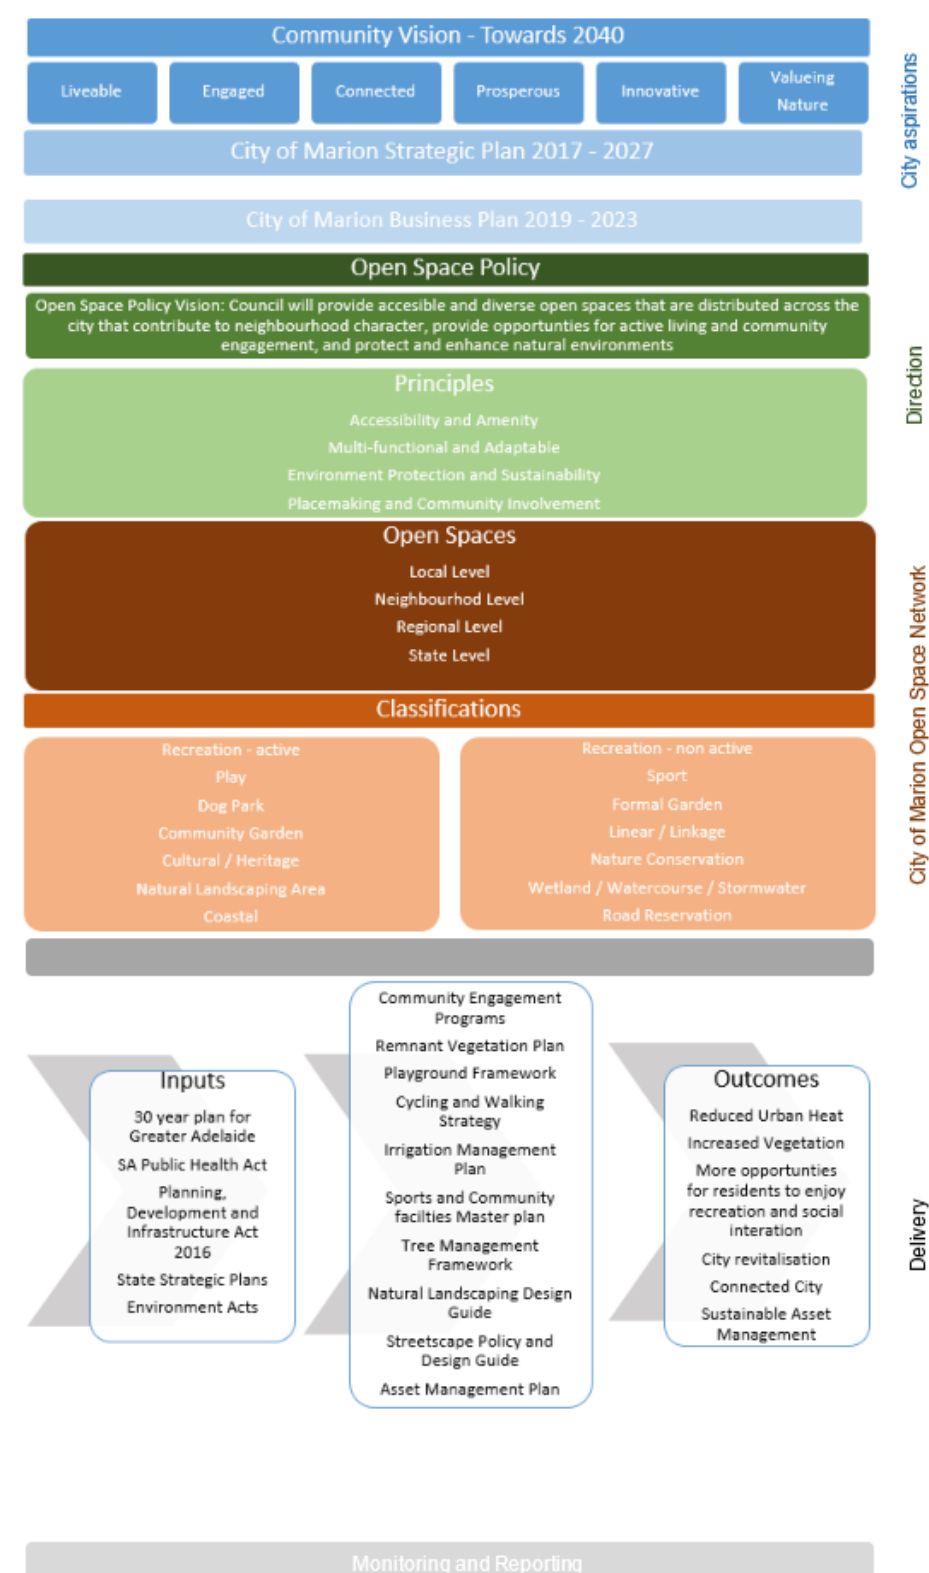 Community Vision - Towards 2040
Liveable
Engaged
Connected
Prosperous
Innovative
Valueing
Nature
City of Marion Strategic Plan 2017 - 2027
City of Marion Business Plan 2019 - 2023
City aspirations
Open Space Policy
Open Space Policy Vision: Council will provide accesible and diverse open spaces that are distributed across the
city that contribute to neighbourhood character, provide opportunties for active living and community
engagement, and protect and enhance natural environments
Principles
Accessibility and Amenity
Multi-functional and Adaptable
Environment Protection and Sustainability
Placemaking and Community Involvement
Direction
Open Spaces
Local Level
Neighbourhod Level
Regional Level
State Level
Classifications
Recreation - active
Play
Dog Park
Community Garden
Cultural / Heritage
Natural Landscaping Area
Coastal
Recreation - non active
Sport
Formal Garden
Linear / Linkage
Nature Conservation
Wetland / Watercourse / Stormwater
Road Reservation
City of Marion Open Space Network
Inputs
30 year plan for
Greater Adelaide
SA Public Health Act
Planning,
Development and
Infrastructure Act
2016
State Strategic Plans
Environment Acts
Community Engagement
Programs
Remnant Vegetation Plan
Playground Framework
Cycling and Walking
Strategy
Irrigation Management
Plan
Sports and Community
facilties Master plan
Tree Management
Framework
Natural Landscaping Design
Guide
Streetscape Policy and
Design Guide
Asset Management Plan
Outcomes
Reduced Urban Heat
Increased Vegetation
More opportunties
for residents to enjoy
recreation and social
interation
City revitalisation
Connected City
Sustainable Asset
Management
Delivery
Monitoring and Reporting